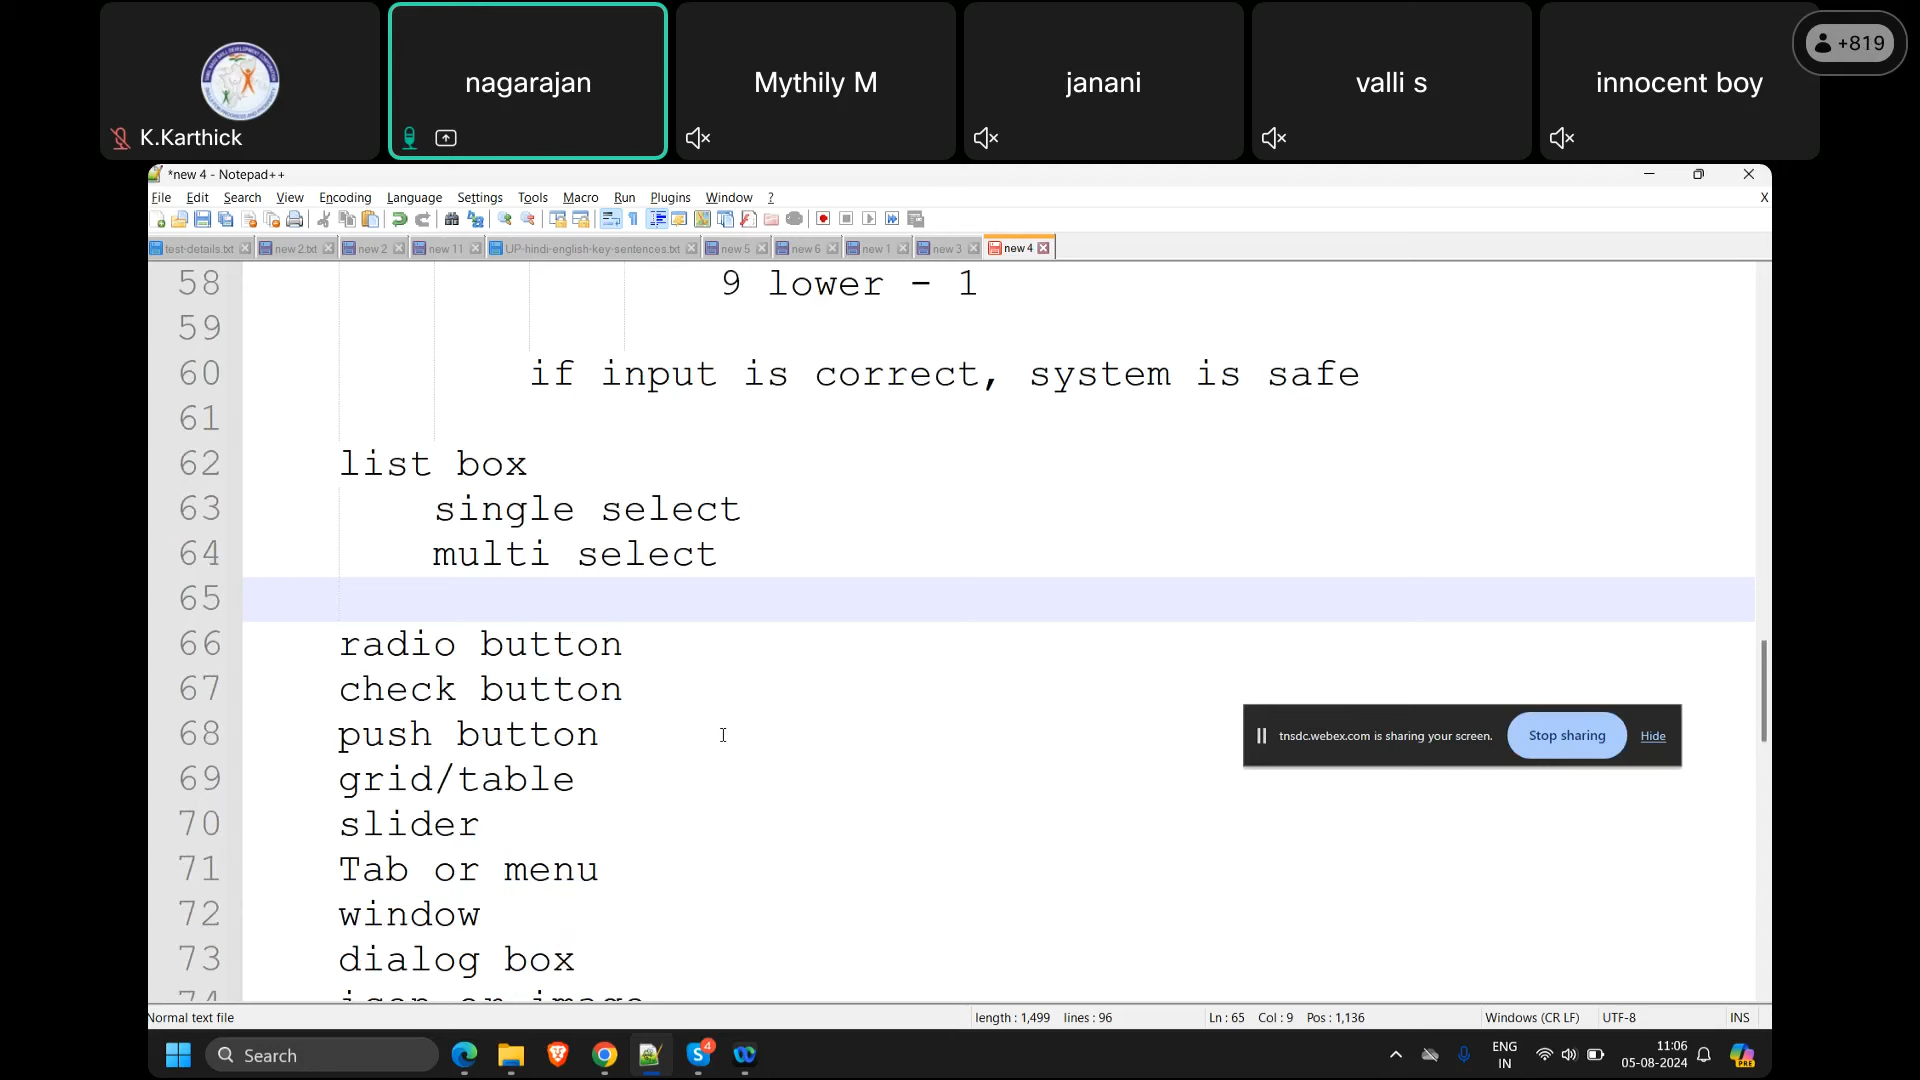 nagarajan
Mythily M
janani
valli s
innocent boy
+819
K.Karthick
*new 4 - Notepad++
File Edit Search View Encoding Language Settings Tools Macro Run Plugins Window ? X
test-details.txt new 2.txt new 2 new 11 UP-hindi-english-key-sentences.txt new 5 new 6 new 1 new 3 new 4
58 9 lower - 1
59
60 if input is correct, system is safe
61
62 list box
63 single select
64 multi select
65
66 radio button
67 check button
68 push button
69 grid/table
70 slider
71 Tab or menu
72 window
73 dialog box
74 icon or image
tnsdc.webex.com is sharing your screen. Stop sharing Hide
Normal text file length : 1,499 lines : 96 Ln : 65 Col : 9 Pos : 1,136 Windows (CR LF) UTF-8 INS
Search
4
ENG
IN
11:06
05-08-2024
PRE